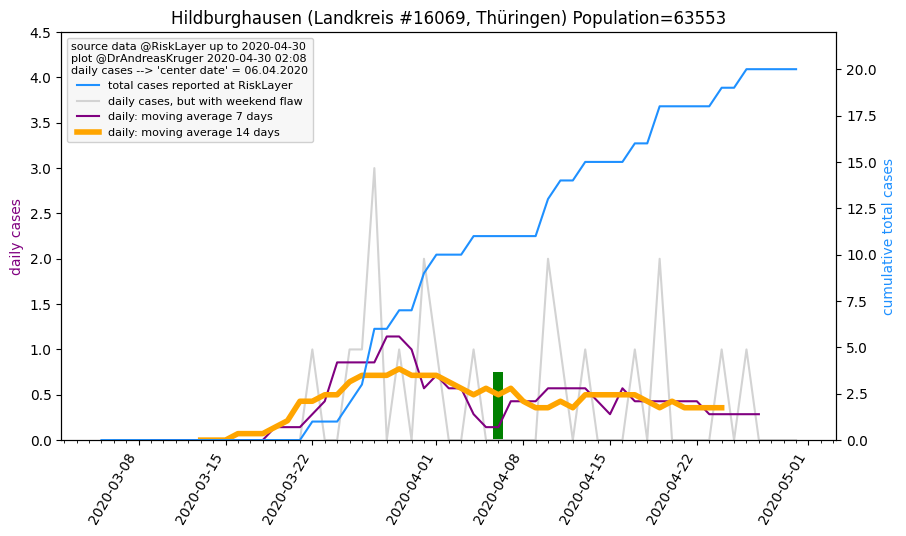 Hildburghausen (Landkreis #16069, Thüringen) Population=63553
source data @RiskLayer up to 2020-04-30
plot @DrAndreasKruger 2020-04-30 02:08
daily cases --> 'center date' = 06.04.2020
total cases reported at RiskLayer
daily cases, but with weekend flaw
daily: moving average 7 days
daily: moving average 14 days
daily cases
4.5
4.0
3.5
3.0
2.5
2.0
1.5
1.0
0.5
0.0
cumulative total cases
20.0
17.5
15.0
12.5
10.0
7.5
5.0
2.5
0.0
2020-03-08
2020-03-15
2020-03-22
2020-04-01
2020-04-08
2020-04-15
2020-04-22
2020-05-01